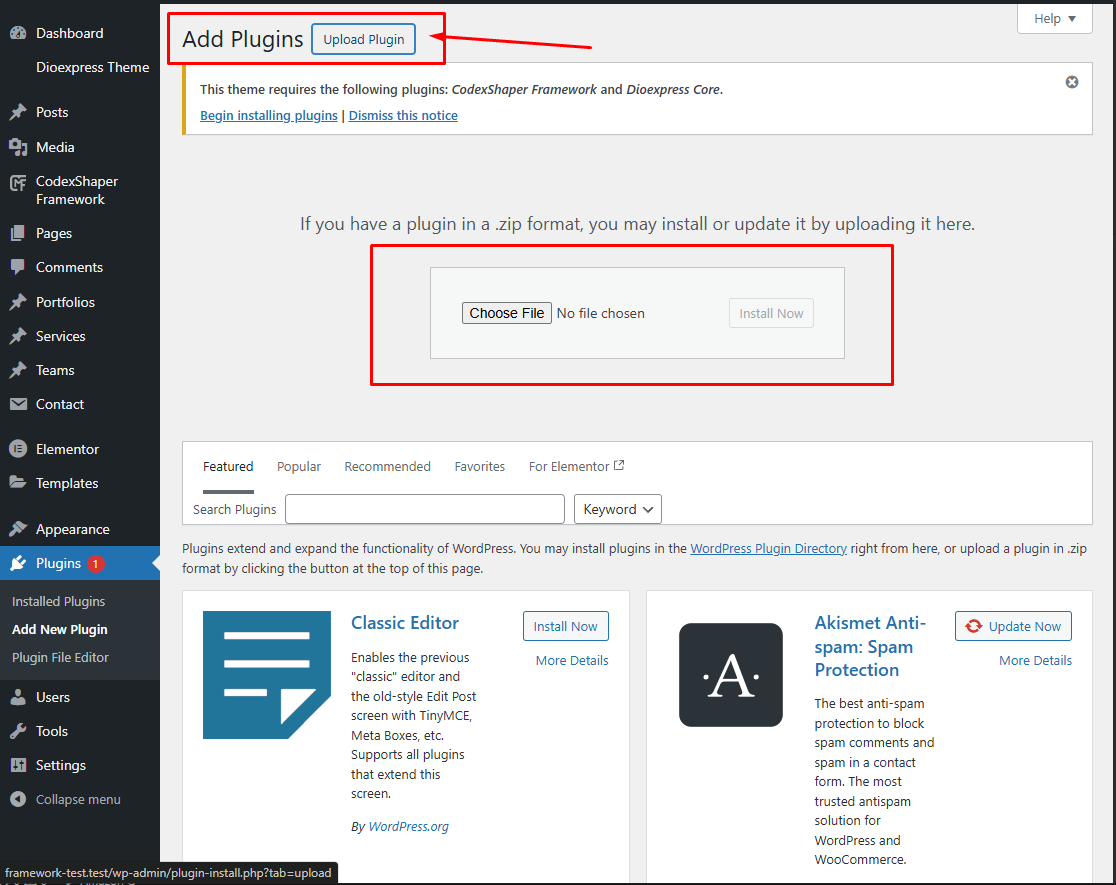 Dashboard
Dioexpress Theme
Posts
Media
CodexShaper
Framework
Pages
Comments
Portfolios
Services
Teams
Contact
Elementor
Templates
Appearance
Plugins 1
Installed Plugins
Add New Plugin
Plugin File Editor
Users
Tools
Settings
Collapse menu
Help
Add Plugins Upload Plugin
This theme requires the following plugins: CodexShaper Framework and Dioexpress Core.
Begin installing plugins | Dismiss this notice
If you have a plugin in a .zip format, you may install or update it by uploading it here.
Choose File No file chosen Install Now
Featured Popular Recommended Favorites For Elementor
Search Plugins Keyword
Plugins extend and expand the functionality of WordPress. You may install plugins in the WordPress Plugin Directory right from here, or upload a plugin in .zip
format by clicking the button at the top of this page.
Classic Editor
Install Now
More Details
Enables the previous
"classic" editor and
the old-style Edit Post
screen with TinyMCE,
Meta Boxes, etc.
Supports all plugins
that extend this
screen.
By WordPress.org
A
Akismet Anti-
spam: Spam
Protection
Update Now
More Details
The best anti-spam
protection to block
spam comments and
spam in a contact
form. The most
trusted antispam
solution for
WordPress and
WooCommerce.
framework-test.test/wp-admin/plugin-install.php?tab=upload